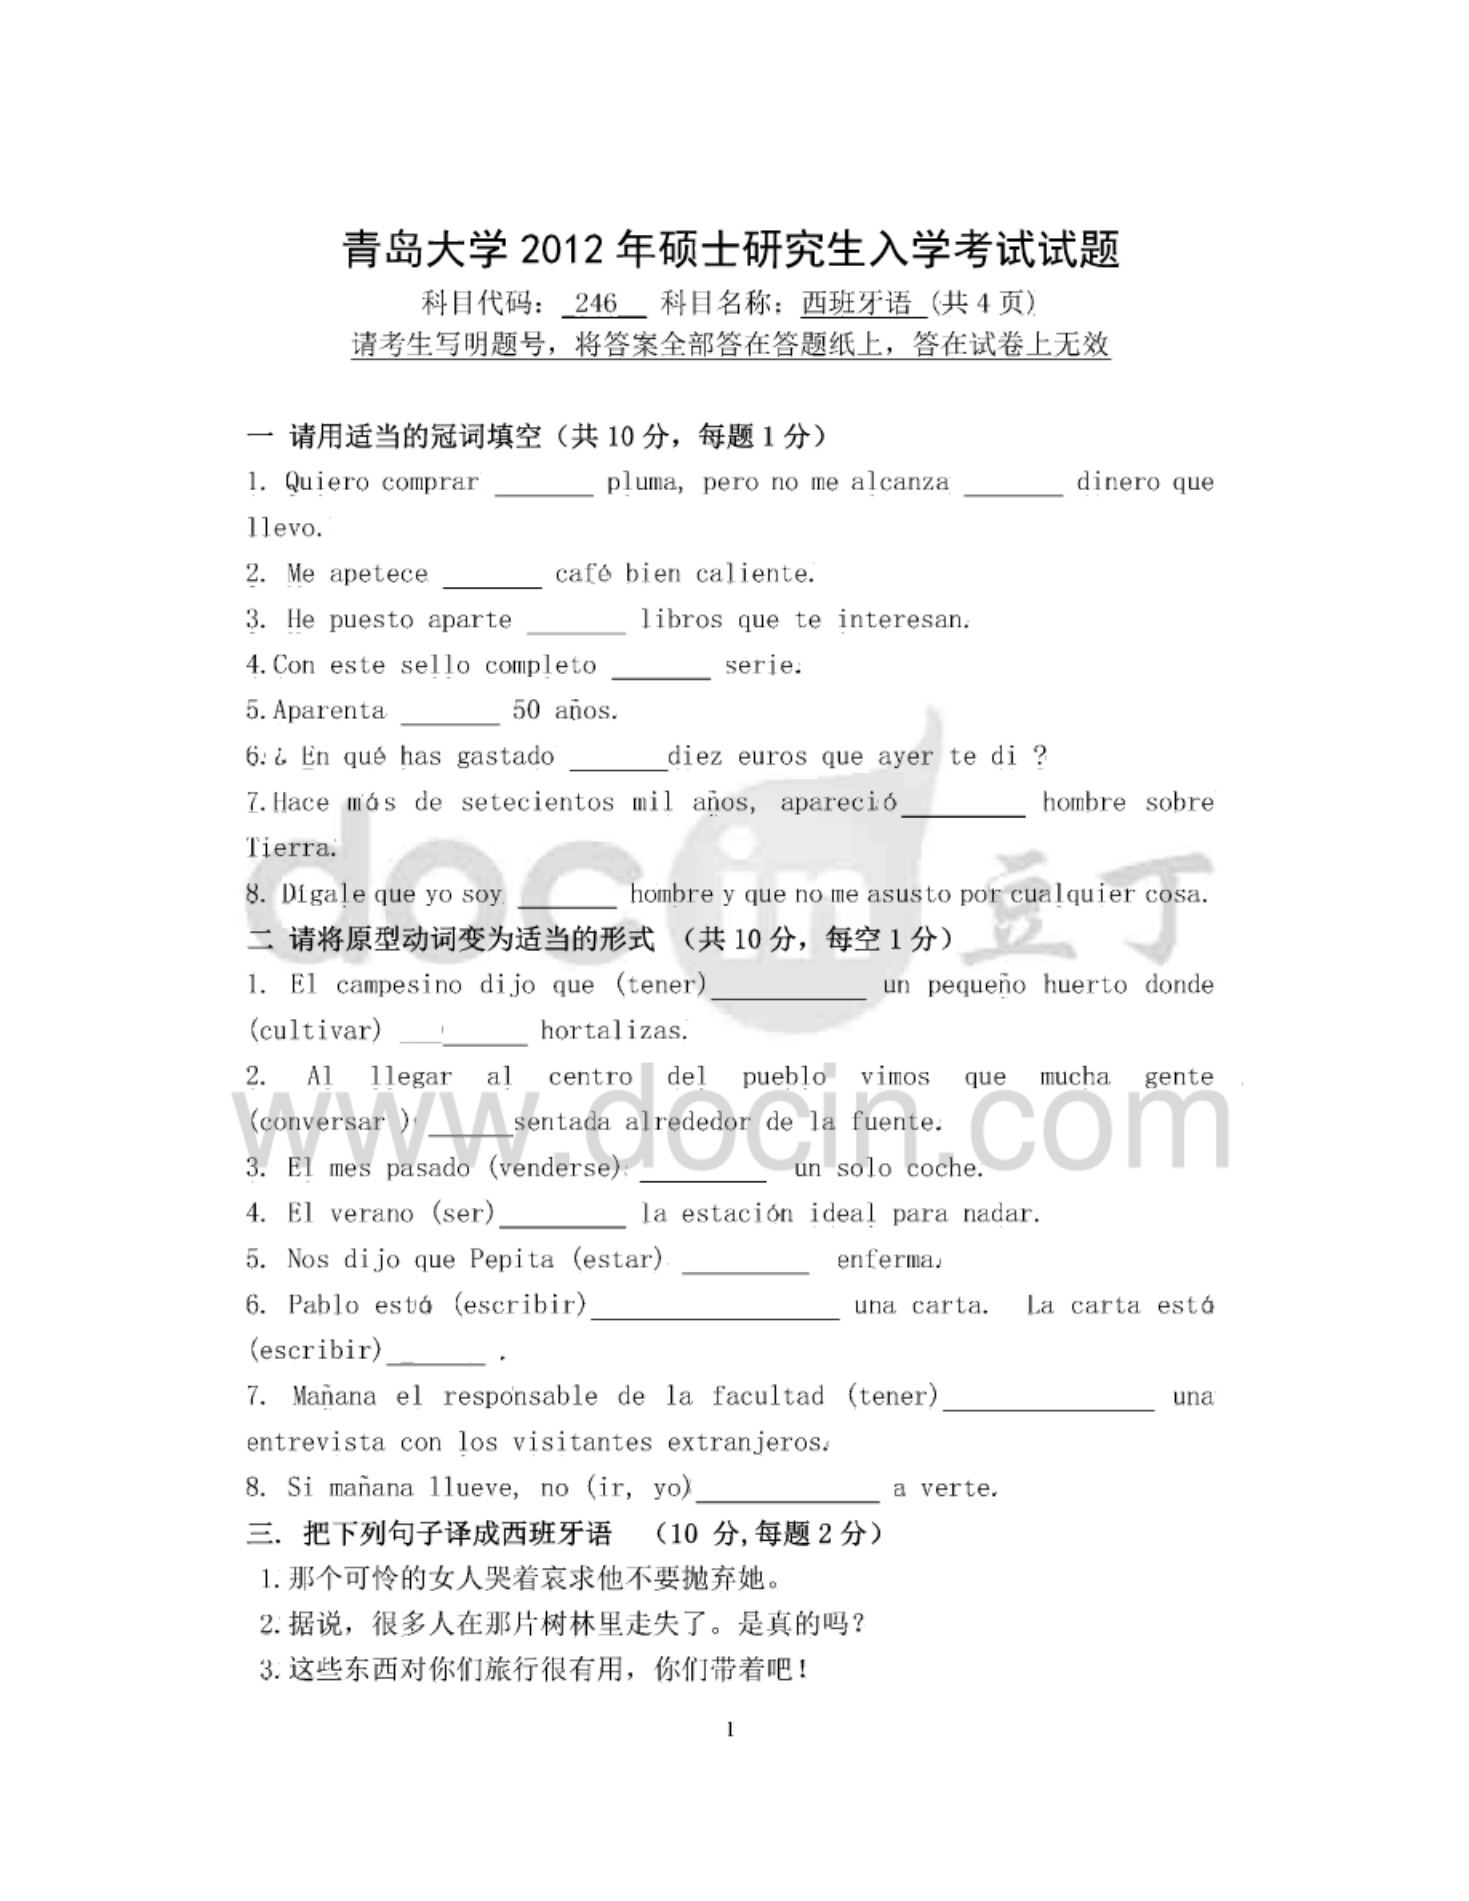 青岛大学 2012 年硕士研究生入学考试试题
科目代码： 246 科目名称：西班牙语 (共 4 页)
请考生写明题号，将答案全部答在答题纸上，答在试卷上无效
一 请用适当的冠词填空（共 10 分，每题 1 分）
1. Quiero comprar _______ pluma, pero no me alcanza _______ dinero que
llevo.
2. Me apetece _______ café bien caliente.
3. He puesto aparte _______ libros que te interesan.
4.Con este sello completo _______ serie.
5.Aparenta _______ 50 años.
6.¿ En qué has gastado _______diez euros que ayer te di ?
7.Hace más de setecientos mil años, apareció_________ hombre sobre
Tierra.
8. Dígale que yo soy _______ hombre y que no me asusto por cualquier cosa.
二 请将原型动词变为适当的形式 （共 10 分，每空 1 分）
1. El campesino dijo que (tener)___________ un pequeño huerto donde
(cultivar) _________ hortalizas.
2. Al llegar al centro del pueblo vimos que mucha gente
(conversar ) ______sentada alrededor de la fuente.
3. El mes pasado (venderse) _________ un solo coche.
4. El verano (ser)_________ la estación ideal para nadar.
5. Nos dijo que Pepita (estar) _________ enferma.
6. Pablo está (escribir)__________________ una carta. La carta está
(escribir)_______ .
7. Mañana el responsable de la facultad (tener)_______________ una
entrevista con los visitantes extranjeros.
8. Si mañana llueve, no (ir, yo)_____________ a verte.
三. 把下列句子译成西班牙语 （10 分,每题 2 分）
1.那个可怜的女人哭着哀求他不要抛弃她。
2.据说，很多人在那片树林里走失了。是真的吗？
3.这些东西对你们旅行很有用，你们带着吧！
1
docin 豆丁
www.docin.com